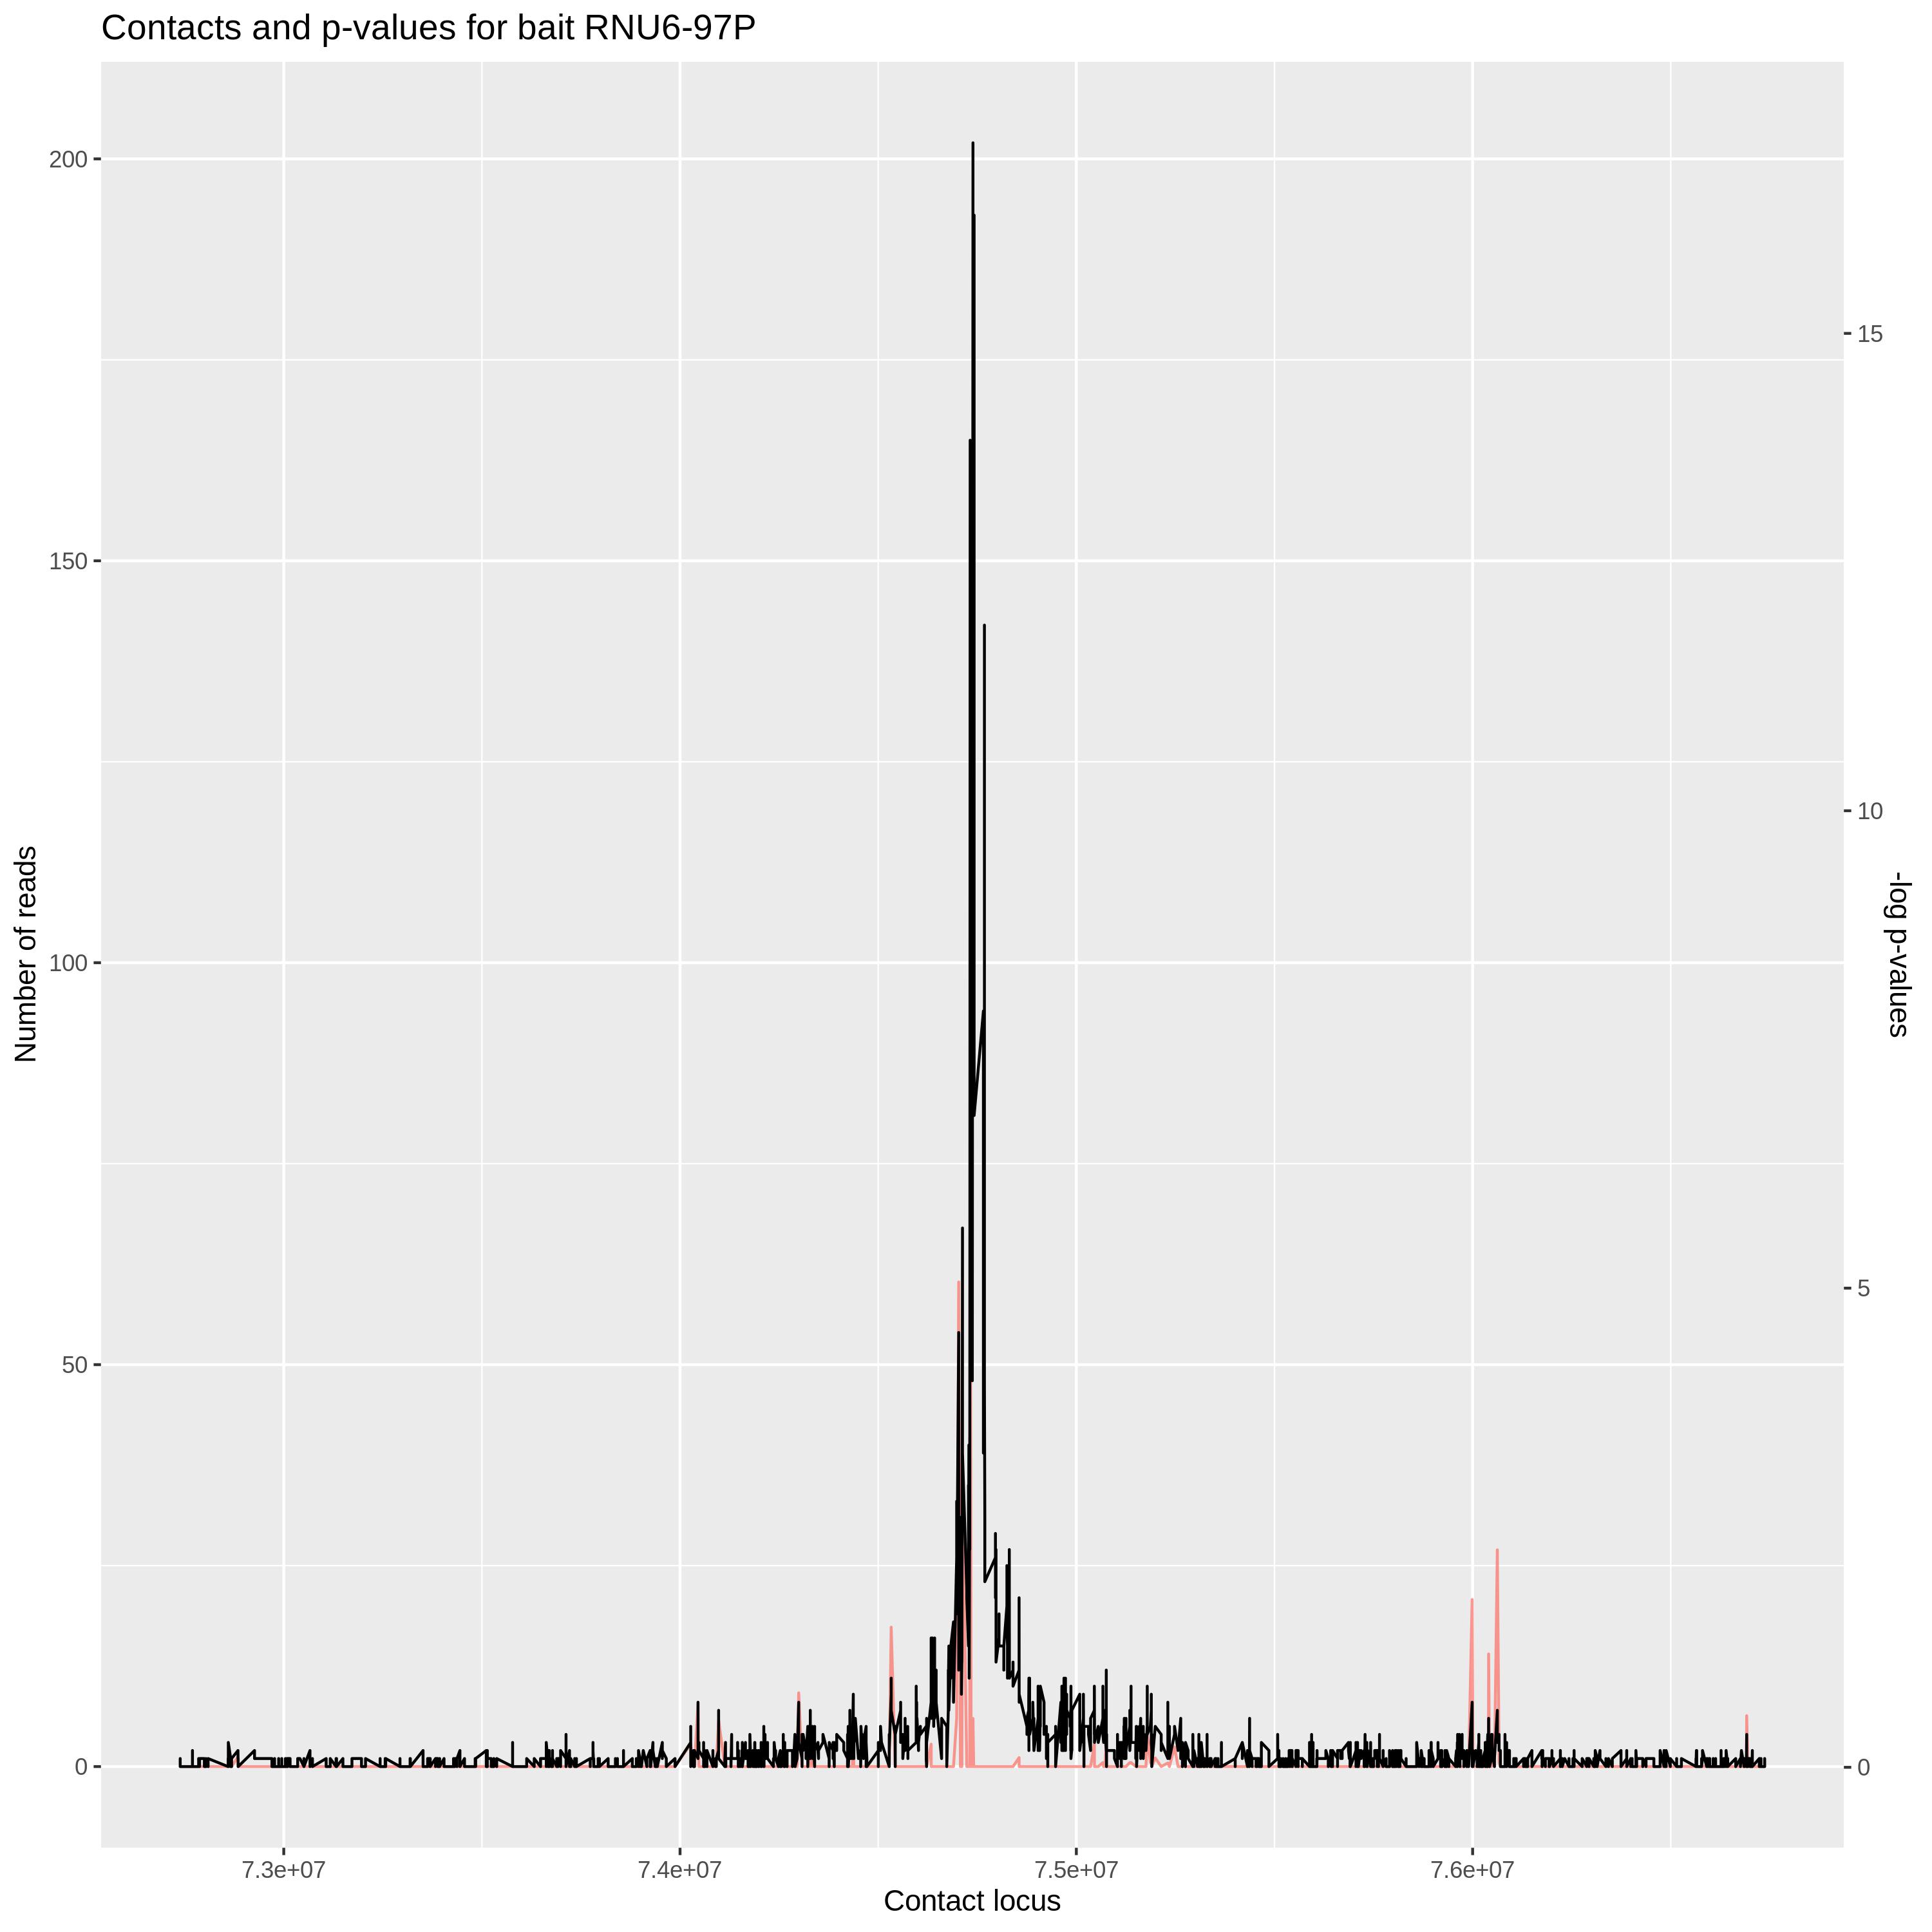 Contacts and p-values for bait RNU6-97P
200
150
100
50
0
Number of reads
15
10
5
0
-log p-values
7.3e+07
7.4e+07
7.5e+07
7.6e+07
Contact locus